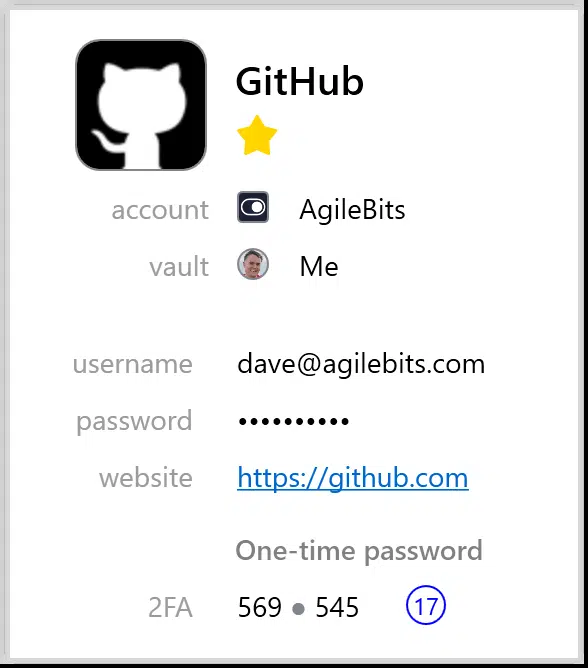 GitHub
account AgileBits
vault Me
username dave@agilebits.com
password ••••••••••
website https://github.com
One-time password
2FA 569 • 545 17